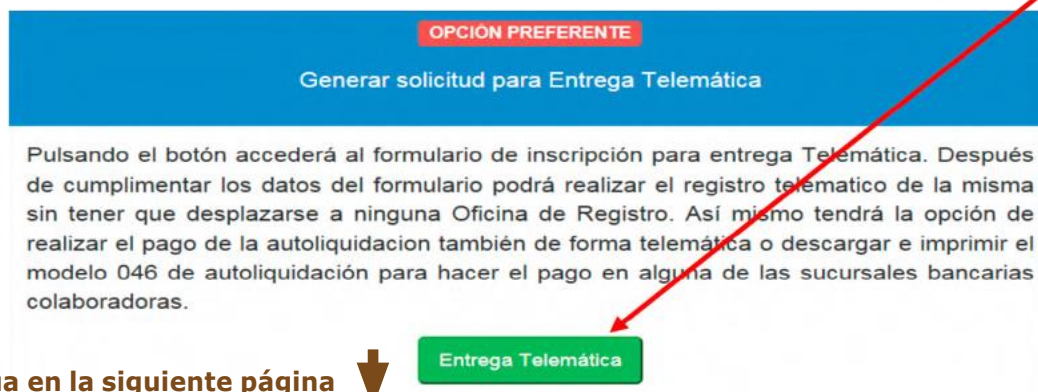 OPCIÓN PREFERENTE
Generar solicitud para Entrega Telemática
Pulsando el botón accederá al formulario de inscripción para entrega Telemática. Después
de cumplimentar los datos del formulario podrá realizar el registro telematico de la misma
sin tener que desplazarse a ninguna Oficina de Registro. Así mismo tendrá la opción de
realizar el pago de la autoliquidacion también de forma telemática o descargar e imprimir el
modelo 046 de autoliquidación para hacer el pago en alguna de las sucursales bancarias
colaboradoras.
Entrega Telemática
en la siguiente página